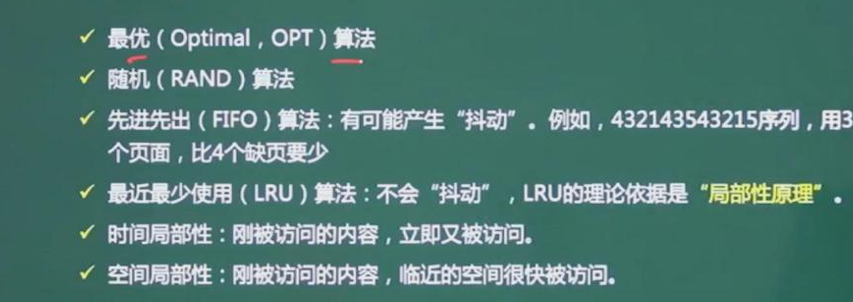 最优（Optimal，OPT）算法
随机（RAND）算法
先进先出（FIFO）算法：有可能产生“抖动”。例如，432143543215序列，用3
个页面，比4个缺页要少
最近最少使用（LRU）算法：不会“抖动”，LRU的理论依据是“局部性原理”。
时间局部性：刚被访问的内容，立即又被访问。
空间局部性：刚被访问的内容，临近的空间很快被访问。